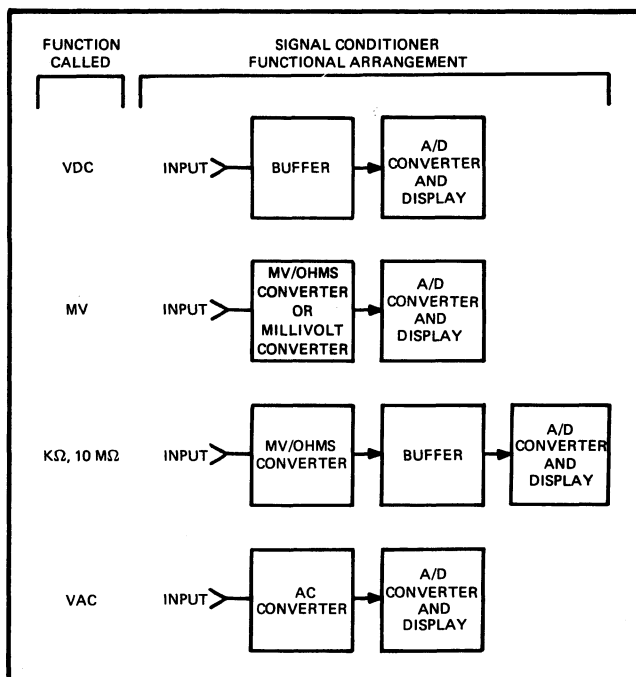 FUNCTION
CALLED
SIGNAL CONDITIONER
FUNCTIONAL ARRANGEMENT
VDC
INPUT
BUFFER
A/D
CONVERTER
AND
DISPLAY
MV
INPUT
MV/OHMS
CONVERTER
OR
MILLIVOLT
CONVERTER
A/D
CONVERTER
AND
DISPLAY
KΩ, 10 MΩ
INPUT
MV/OHMS
CONVERTER
BUFFER
A/D
CONVERTER
AND
DISPLAY
VAC
INPUT
AC
CONVERTER
A/D
CONVERTER
AND
DISPLAY